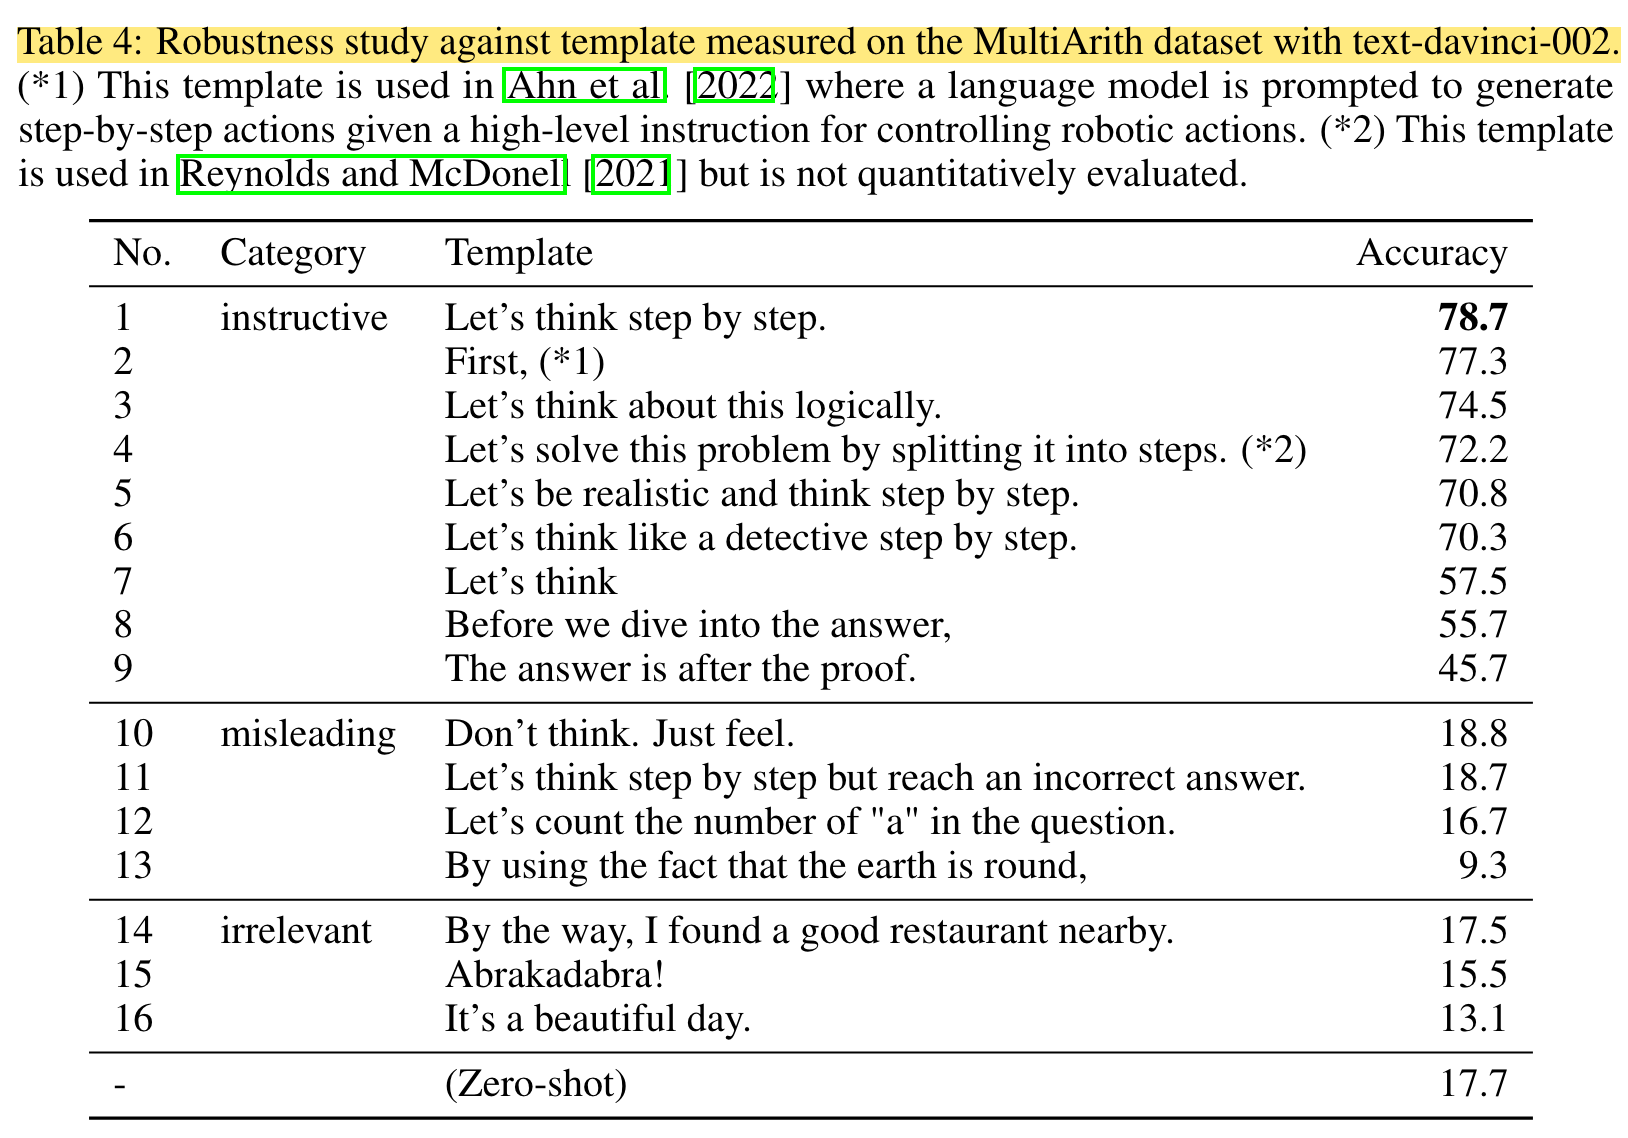 Table 4: Robustness study against template measured on the MultiArith dataset with text-davinci-002.
(*1) This template is used in Ahn et al. [2022] where a language model is prompted to generate
step-by-step actions given a high-level instruction for controlling robotic actions. (*2) This template
is used in Reynolds and McDonell [2021] but is not quantitatively evaluated.
No. Category Template Accuracy
1 instructive Let's think step by step. 78.7
2 First, (*1) 77.3
3 Let's think about this logically. 74.5
4 Let's solve this problem by splitting it into steps. (*2) 72.2
5 Let's be realistic and think step by step. 70.8
6 Let's think like a detective step by step. 70.3
7 Let's think 57.5
8 Before we dive into the answer, 55.7
9 The answer is after the proof. 45.7
10 misleading Don't think. Just feel. 18.8
11 Let's think step by step but reach an incorrect answer. 18.7
12 Let's count the number of "a" in the question. 16.7
13 By using the fact that the earth is round, 9.3
14 irrelevant By the way, I found a good restaurant nearby. 17.5
15 Abrakadabra! 15.5
16 It's a beautiful day. 13.1
- (Zero-shot) 17.7